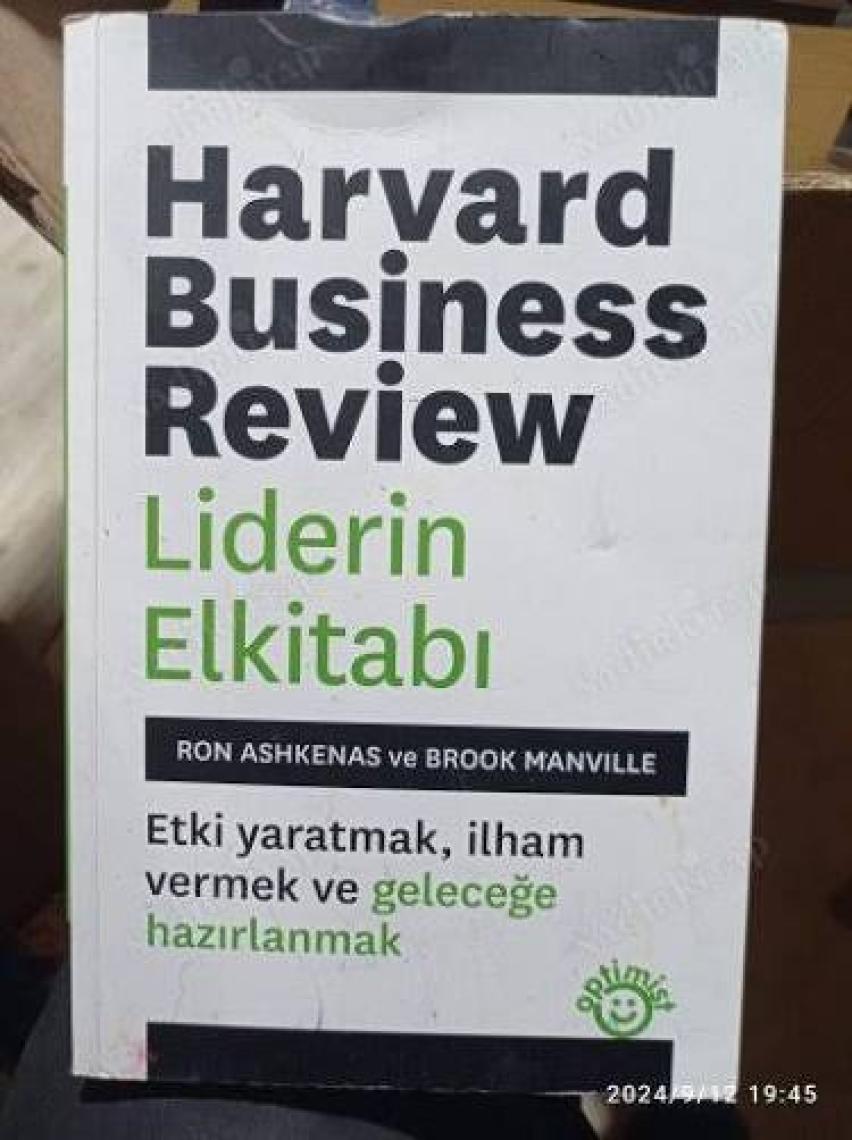 Harvard
Business
Review
Liderin
Elkitabı
RON ASHKENAS ve BROOK MANVILLE
Etki yaratmak, ilham
vermek ve geleceğe
hazırlanmak
optimist
2024/9/12 19:45